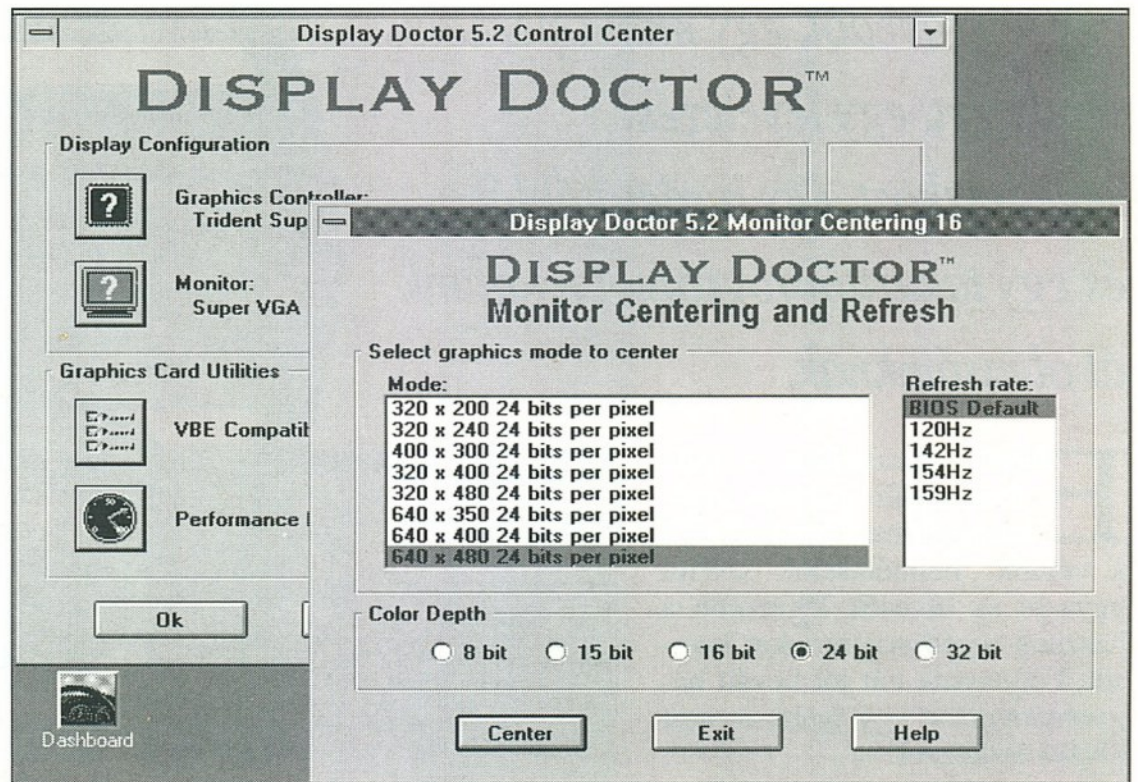 Display Doctor 5.2 Control Center
DISPLAY DOCTOR™
Display Configuration
?
Graphics Controller:
Trident Sup
?
Monitor:
Super VGA
Graphics Card Utilities
VBE Compatib
Performance
Ok
Dashboard
Display Doctor 5.2 Monitor Centering 16
DISPLAY DOCTOR™
Monitor Centering and Refresh
Select graphics mode to center
Mode:
320 x 200 24 bits per pixel
320 x 240 24 bits per pixel
400 x 300 24 bits per pixel
320 x 400 24 bits per pixel
320 x 480 24 bits per pixel
640 x 350 24 bits per pixel
640 x 400 24 bits per pixel
640 x 480 24 bits per pixel
Refresh rate:
BIOS Default
120Hz
142Hz
154Hz
159Hz
Color Depth
8 bit
15 bit
16 bit
24 bit
32 bit
Center
Exit
Help